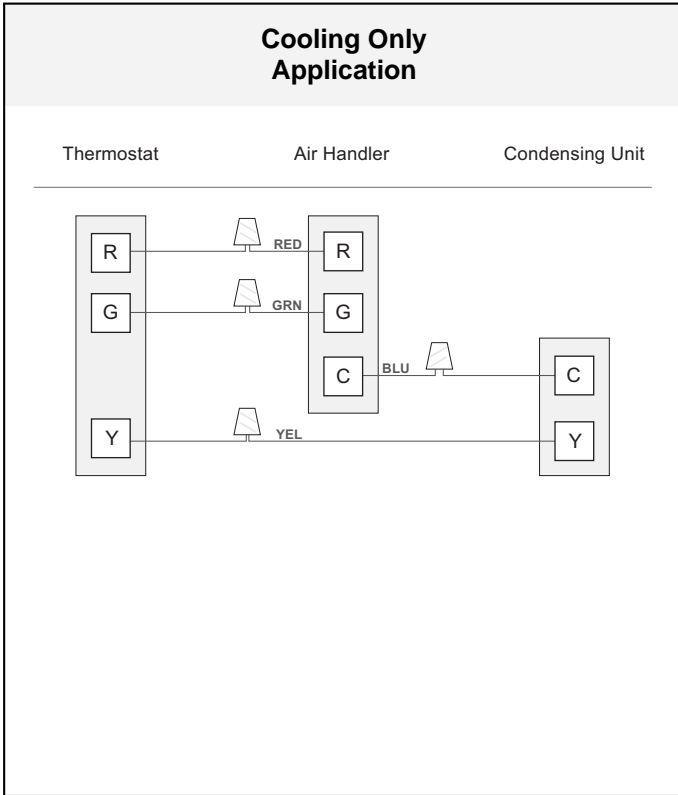 Cooling Only
Application
Thermostat Air Handler Condensing Unit
R RED R
G GRN G
C BLU C
Y YEL Y